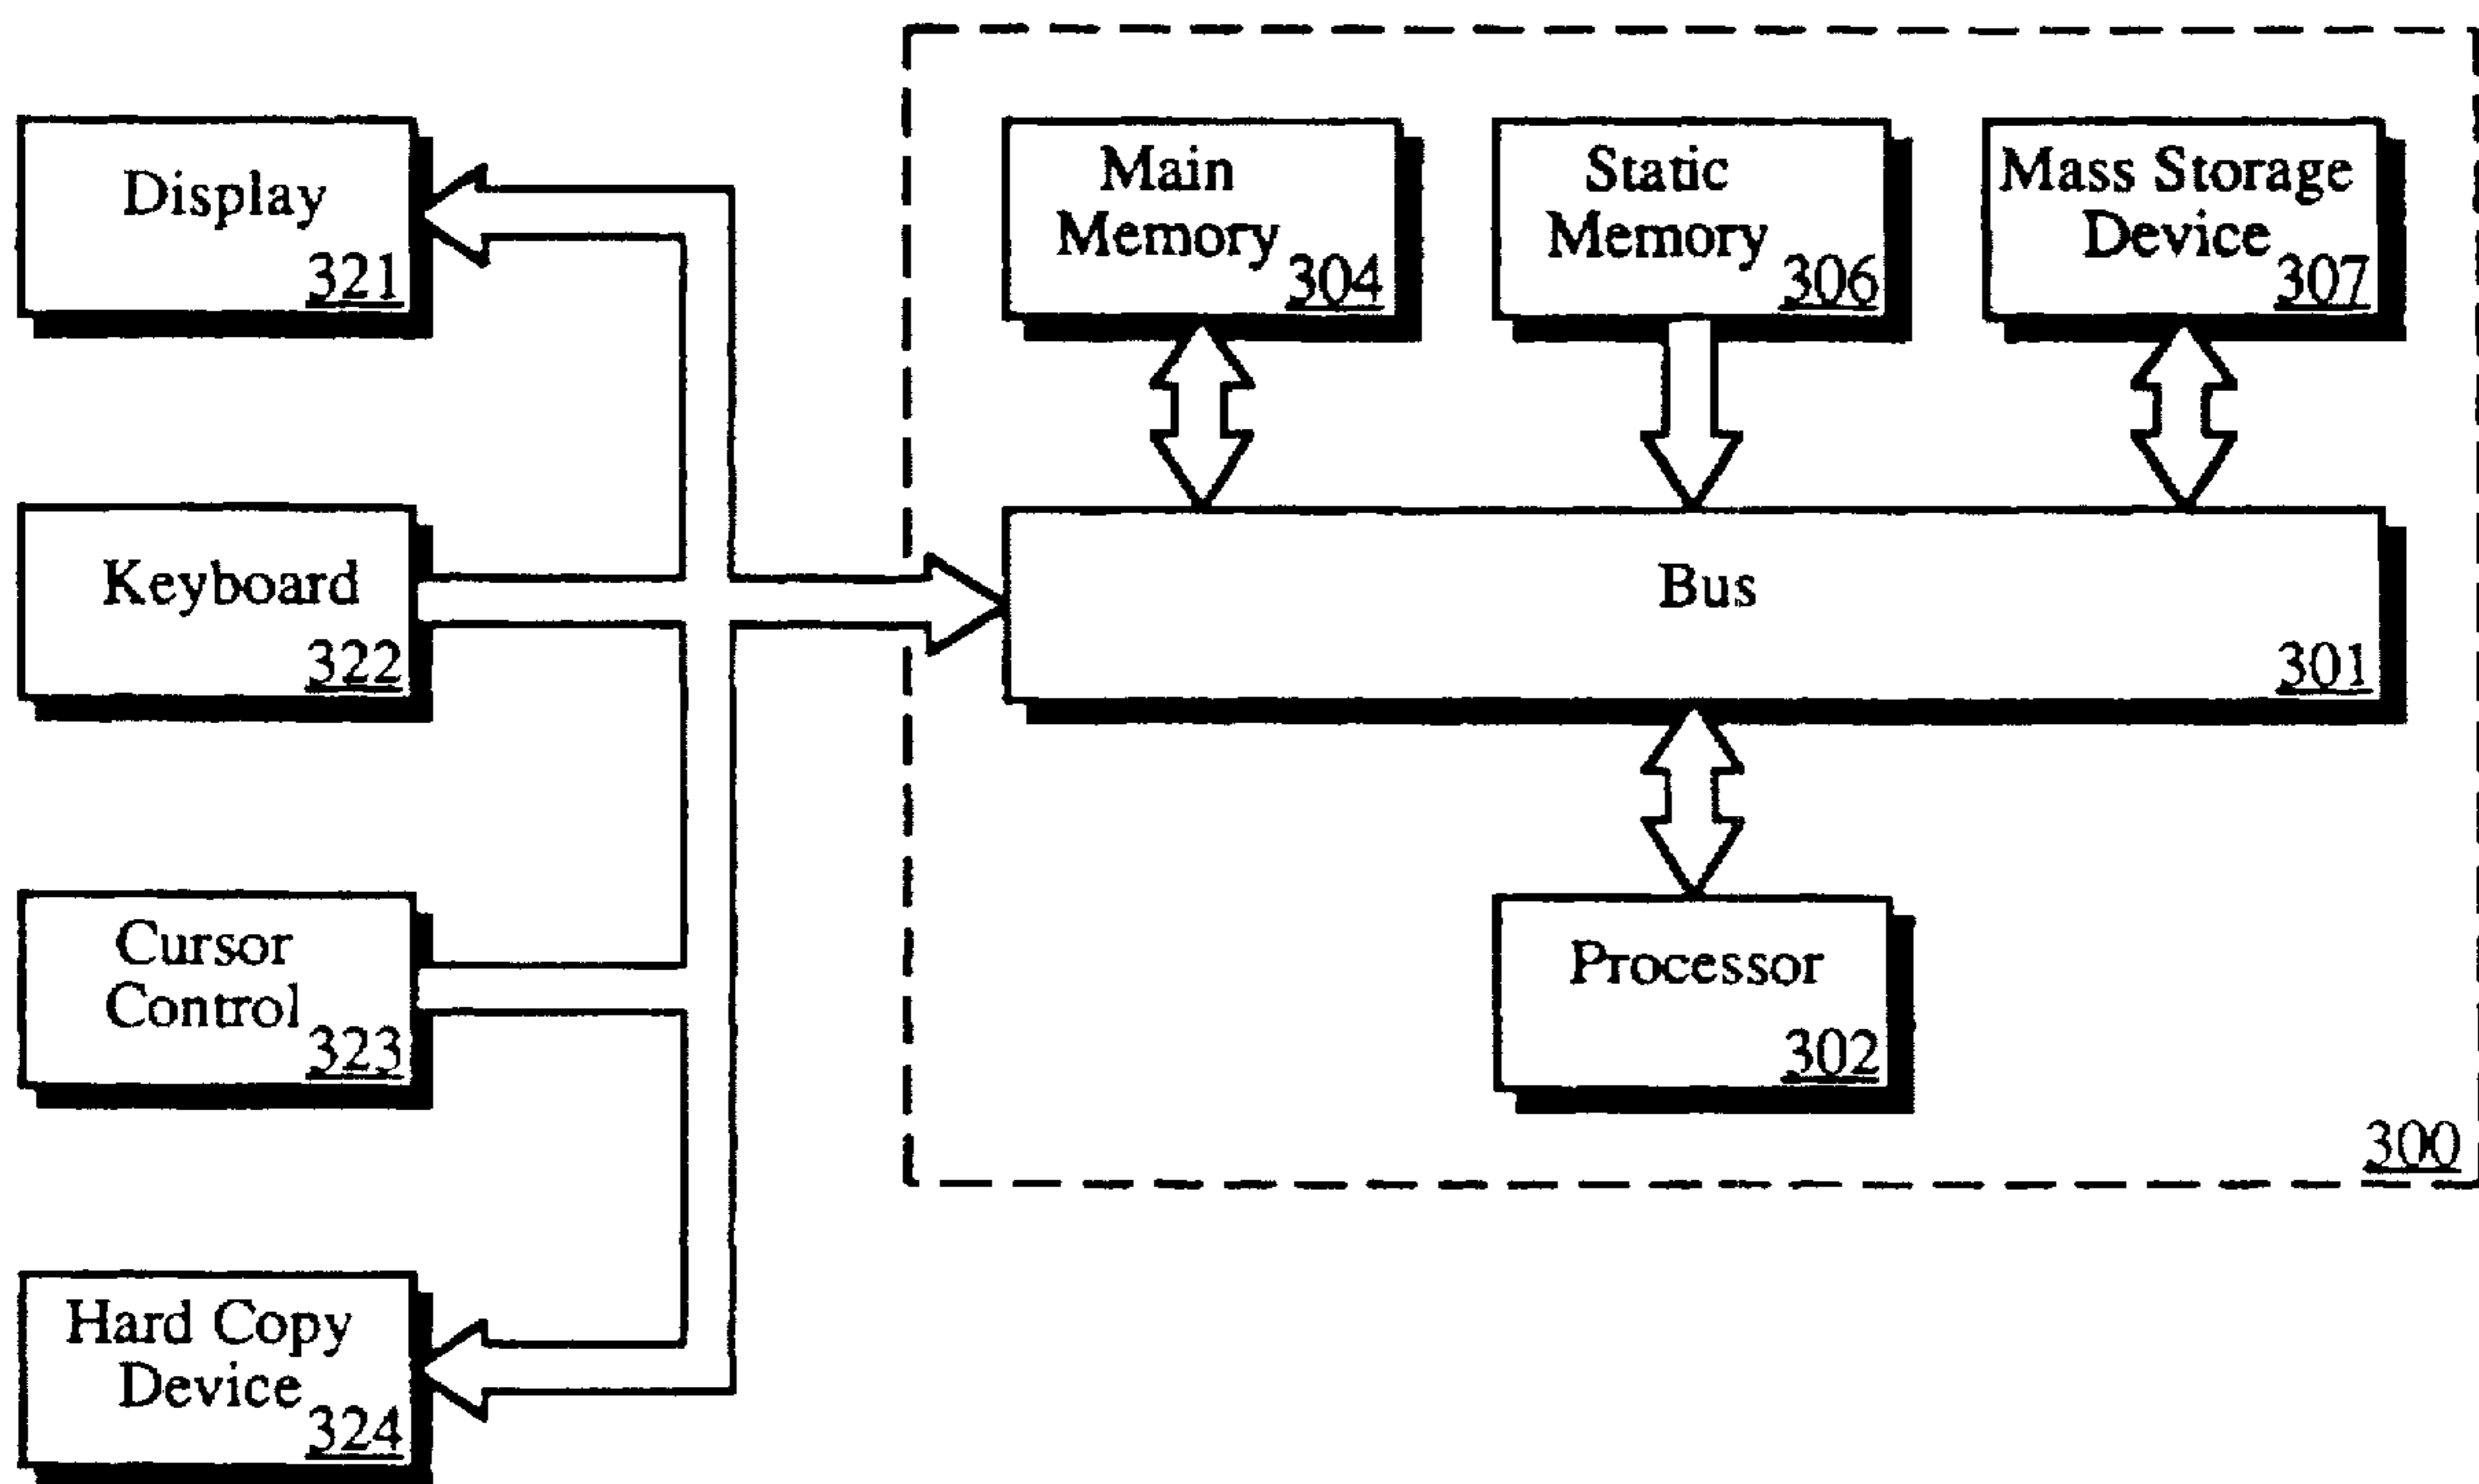 Display
321
Keyboard
322
Cursor
Control
323
Hard Copy
Device
324
Main
Memory
304
Static
Memory
306
Mass Storage
Device
307
Bus
301
Processor
302
300